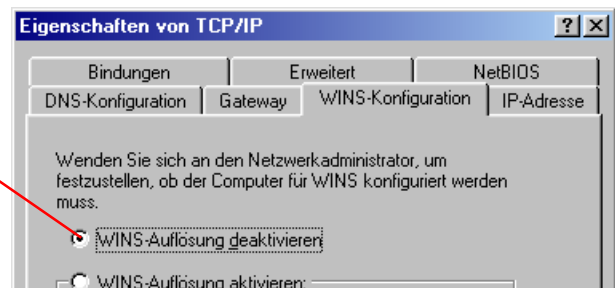 Eigenschaften von TCP/IP
Bindungen Erweitert NetBIOS
DNS-Konfiguration Gateway WINS-Konfiguration IP-Adresse
Wenden Sie sich an den Netzwerkadministrator, um
festzustellen, ob der Computer für WINS konfiguriert werden
muss.
WINS-Auflösung deaktivieren
WINS-Auflösung aktivieren: